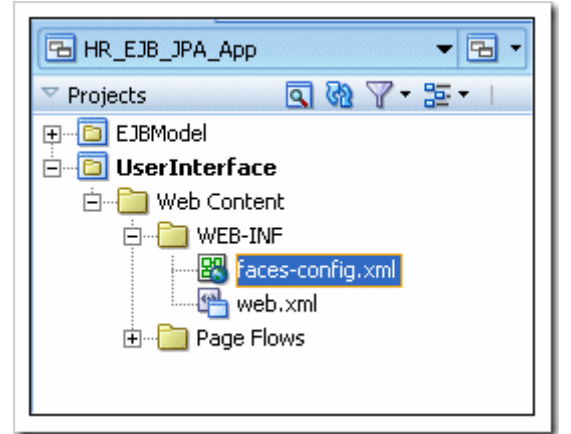 HR_EJB_JPA_App
Projects
EJBModel
UserInterface
Web Content
WEB-INF
faces-config.xml
web.xml
Page Flows